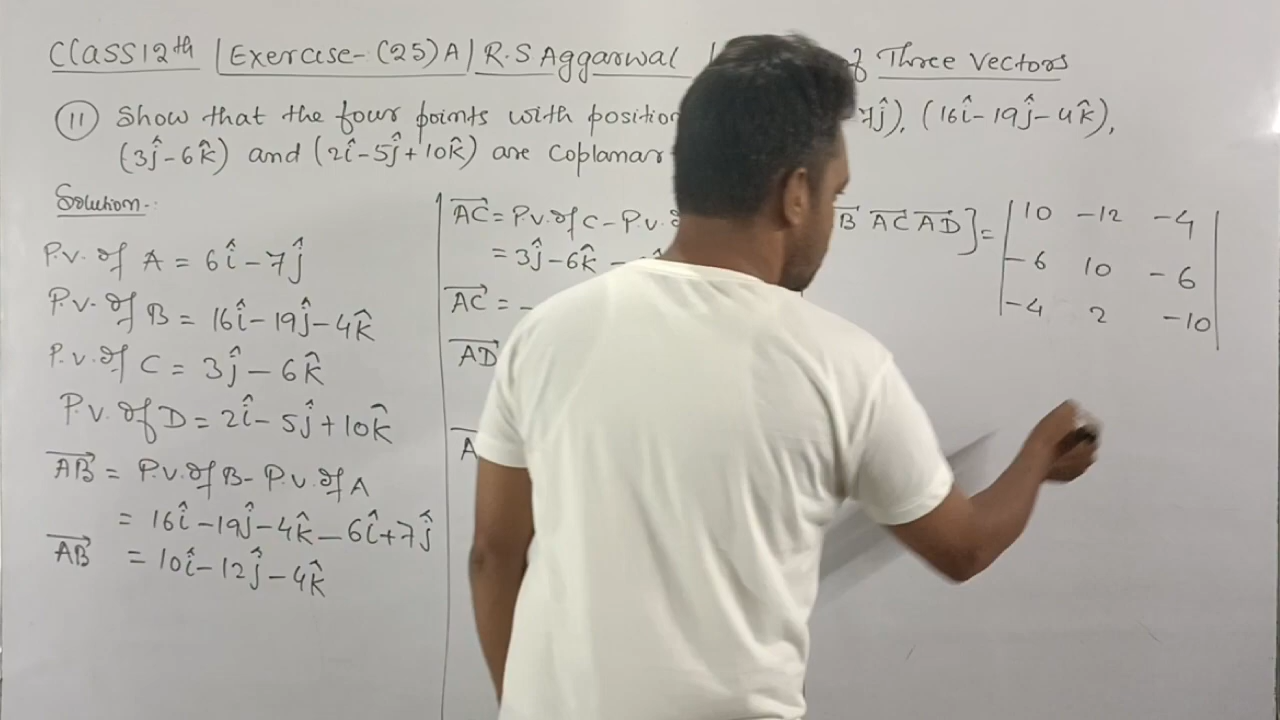 Class 12th | Exercise-(25)A | R.S Aggarwal | of Three Vectors
(11) Show that the four points with position 7ĵ), (16î-19ĵ-4k̂),
(3ĵ-6k̂) and (2î-5ĵ+10k̂) are Coplanar
Solution-:
P.V. of A = 6î-7ĵ
P.V. of B = 16î-19ĵ-4k̂
P.V. of C = 3ĵ-6k̂
P.V. of D = 2î-5ĵ+10k̂
AB⃗ = P.V. of B - P.V. of A
= 16î-19ĵ-4k̂-6î+7ĵ
AB⃗ = 10î-12ĵ-4k̂
AC⃗ = P.V. of C - P.V. of
= 3ĵ-6k̂ -
AC⃗ = -
AD⃗
B⃗ AC⃗ AD⃗] = | 10 -12 -4 |
| -6 10 -6 |
| -4 2 -10 |